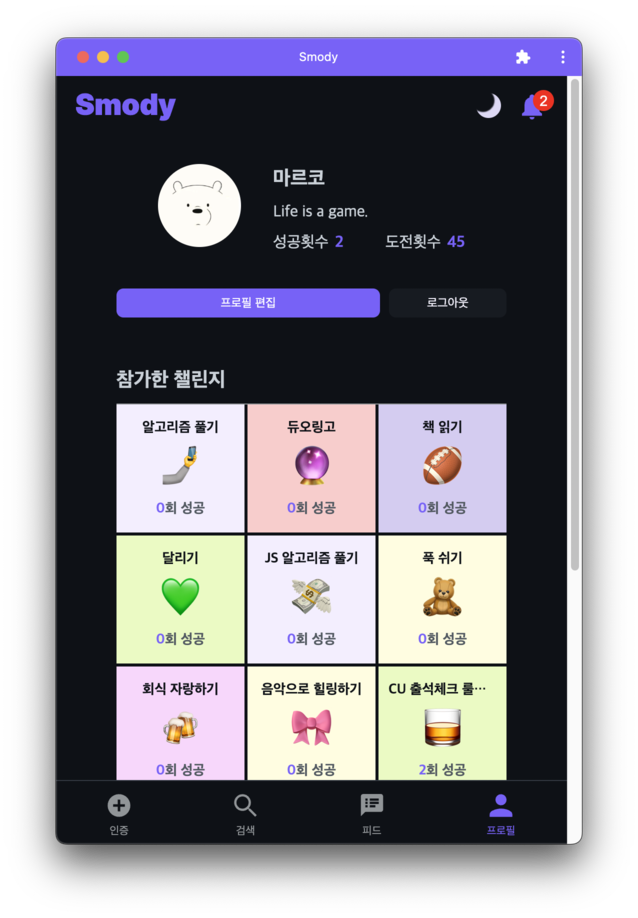 Smody
Smody
2
마르코
Life is a game.
성공횟수 2 도전횟수 45
프로필 편집 로그아웃
참가한 챌린지
알고리즘 풀기 듀오링고 책 읽기
0회 성공 0회 성공 0회 성공
달리기 JS 알고리즘 풀기 푹 쉬기
0회 성공 0회 성공 0회 성공
회식 자랑하기 음악으로 힐링하기 CU 출석체크 룰…
0회 성공 0회 성공 2회 성공
인증 검색 피드 프로필